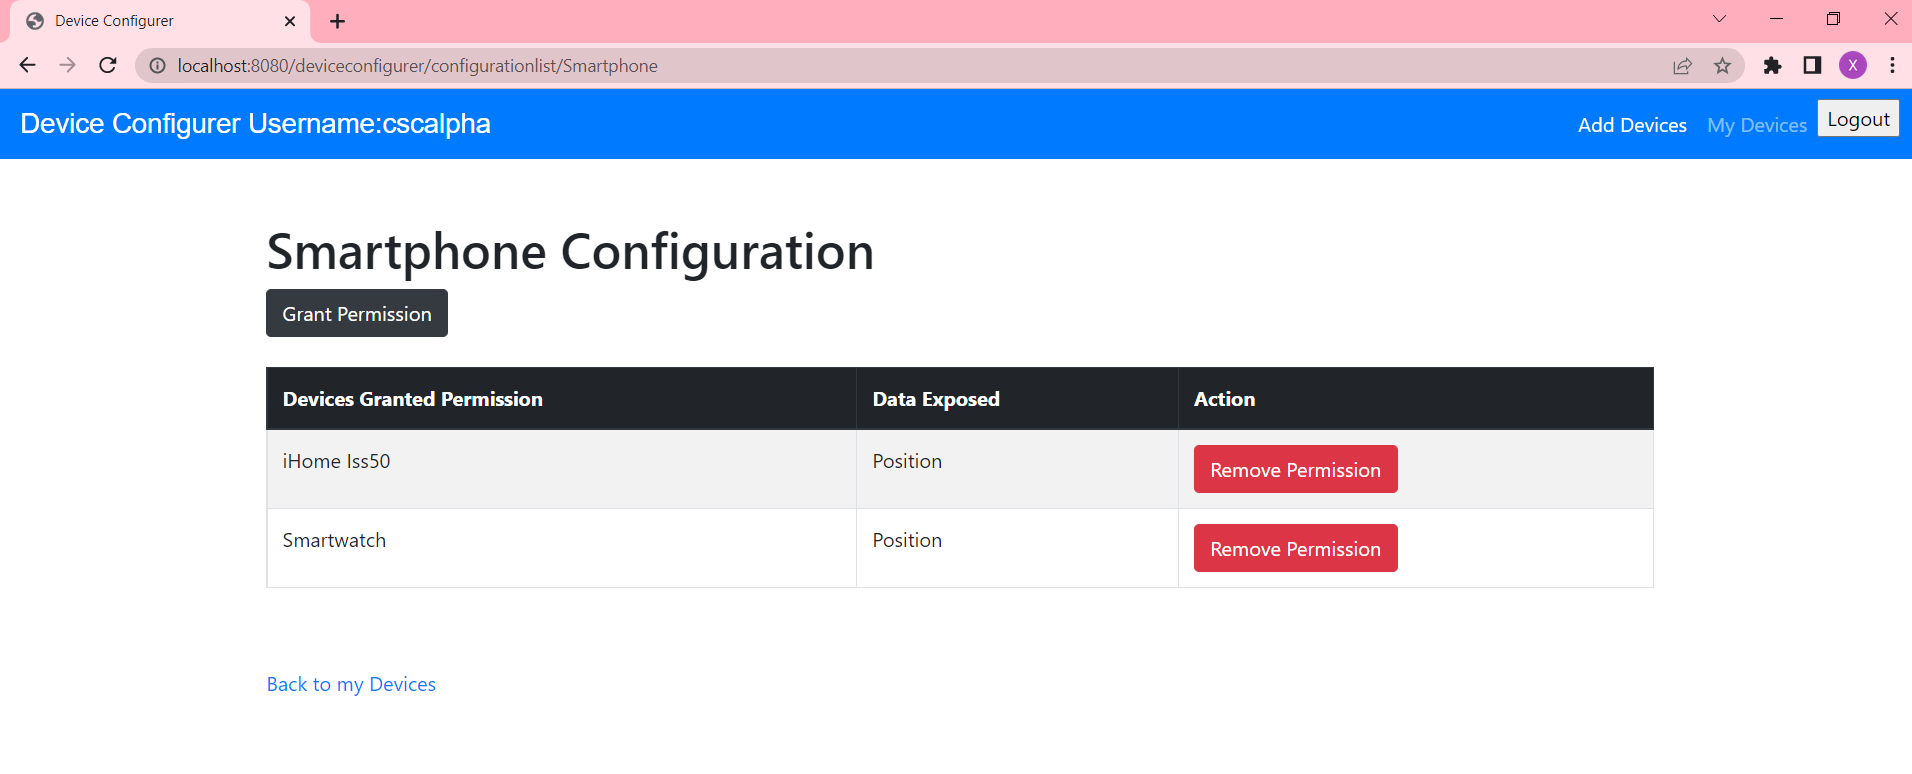 Device Configurer
localhost:8080/deviceconfigurer/configurationlist/Smartphone
X
Device Configurer Username:cscalpha
Add Devices My Devices Logout
Smartphone Configuration
Grant Permission
Devices Granted Permission Data Exposed Action
iHome Iss50 Position Remove Permission
Smartwatch Position Remove Permission
Back to my Devices